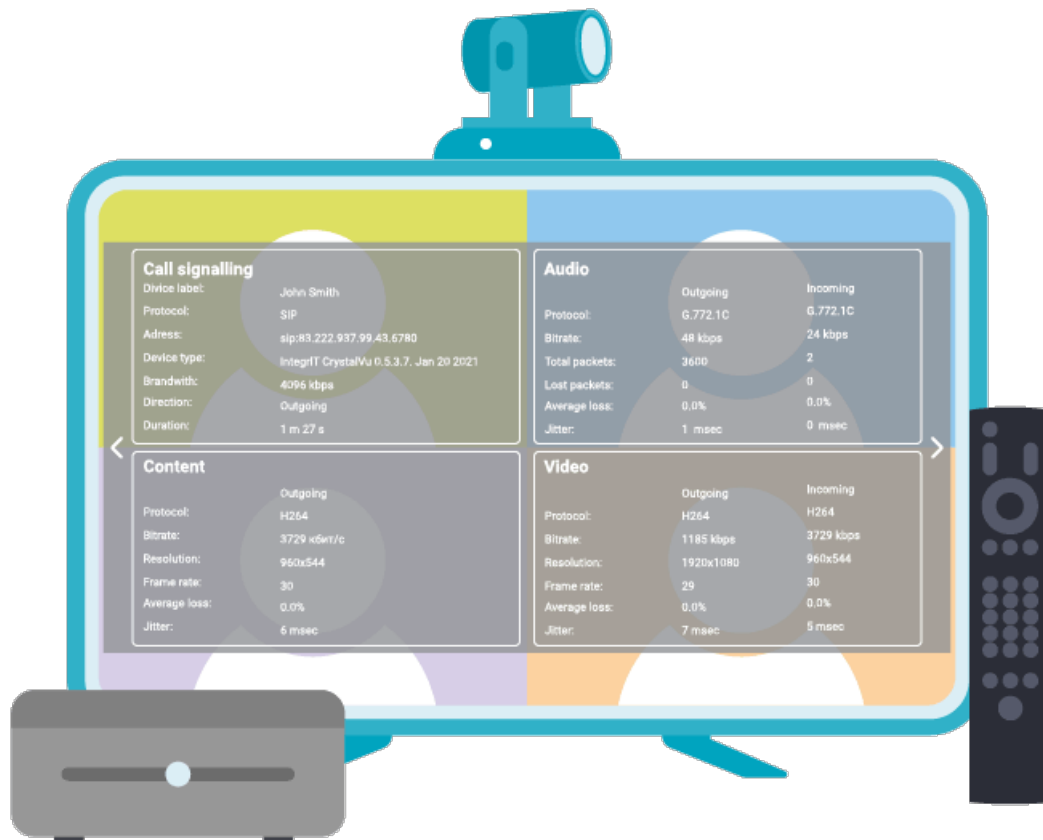 Call signalling
Divice label: John Smith
Protocol: SIP
Adress: sip:83.222.937.99.43.6780
Device type: IntegrIT CrystalVu 0.5.3.7. Jan 20 2021
Brandwith: 4096 kbps
Direction: Outgoing
Duration: 1 m 27 s
Audio
Outgoing Incoming
Protocol: G.772.1C G.772.1C
Bitrate: 48 kbps 24 kbps
Total packets: 3600 2
Lost packets: 0 0
Average loss: 0.0% 0.0%
Jitter: 1 msec 0 msec
Content
Outgoing
Protocol: H264
Bitrate: 3729 кбит/с
Resolution: 960x544
Frame rate: 30
Average loss: 0.0%
Jitter: 6 msec
Video
Outgoing Incoming
Protocol: H264 H264
Bitrate: 1185 kbps 3729 kbps
Resolution: 1920x1080 960x544
Frame rate: 29 30
Average loss: 0.0% 0.0%
Jitter: 7 msec 5 msec